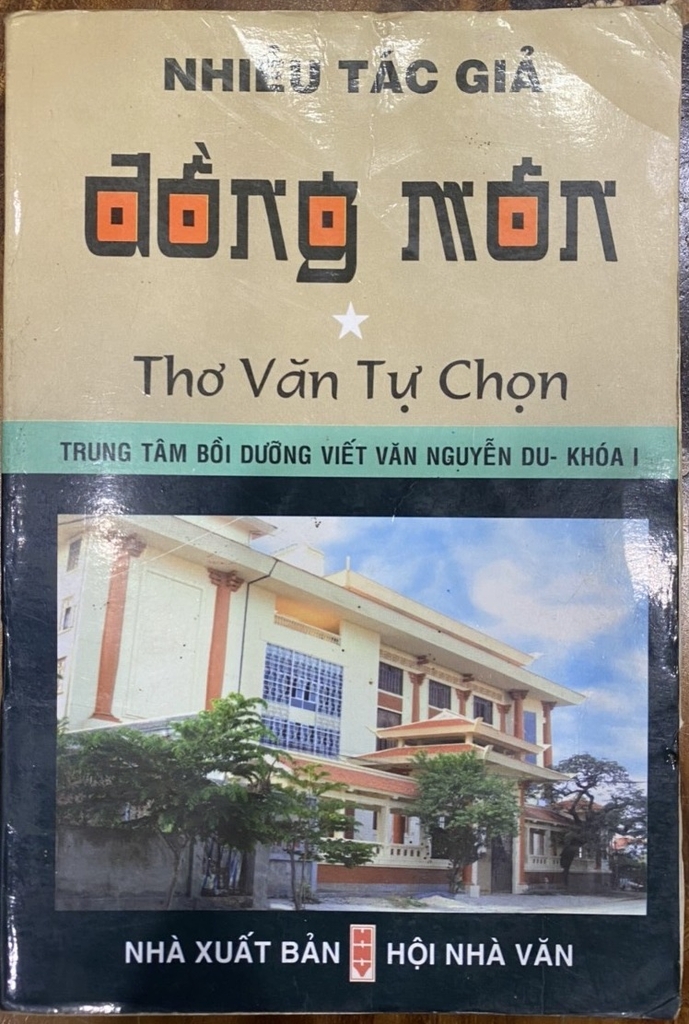 NHIỀU TÁC GIẢ
đồng môn
Thơ Văn Tự Chọn
TRUNG TÂM BỒI DƯỠNG VIẾT VĂN NGUYỄN DU- KHÓA I
NHÀ XUẤT BẢN HNV HỘI NHÀ VĂN